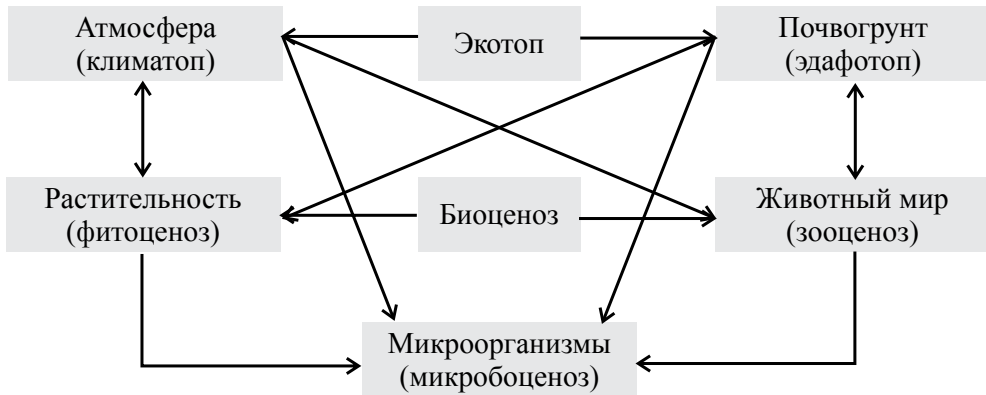 Атмосфера
(климатоп)
Экотоп
Почвогрунт
(эдафотоп)
Растительность
(фитоценоз)
Биоценоз
Животный мир
(зооценоз)
Микроорганизмы
(микробоценоз)